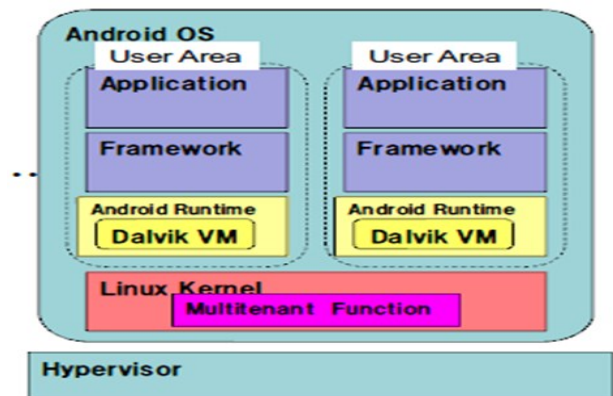 Android OS
User Area
User Area
Application
Application
Framework
Framework
Android Runtime
Android Runtime
Dalvik VM
Dalvik VM
Linux Kernel
Multitenant Function
Hypervisor